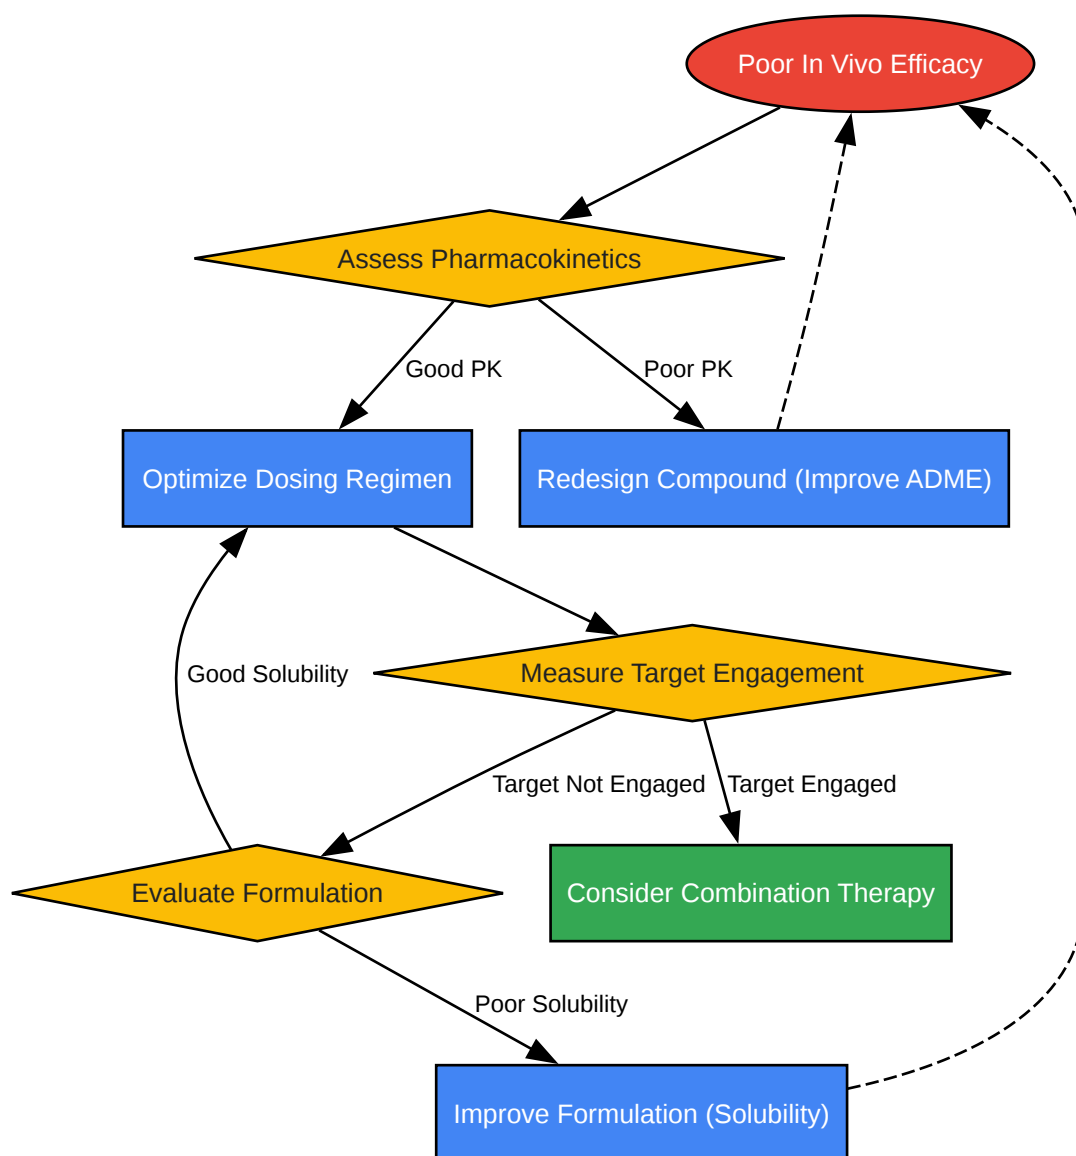 Poor In Vivo Efficacy
Assess Pharmacokinetics
Good PK
Poor PK
Optimize Dosing Regimen
Redesign Compound (Improve ADME)
Good Solubility
Measure Target Engagement
Target Not Engaged
Target Engaged
Evaluate Formulation
Consider Combination Therapy
Poor Solubility
Improve Formulation (Solubility)